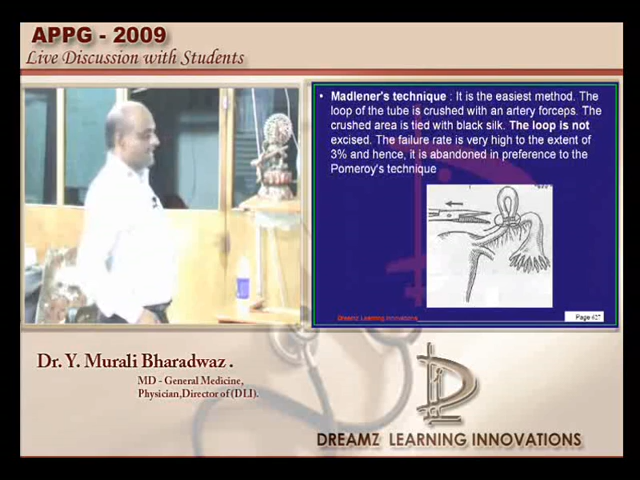 APPG - 2009
Live Discussion with Students
• Madlener's technique : It is the easiest method. The
loop of the tube is crushed with an artery forceps. The
crushed area is tied with black silk. The loop is not
excised. The failure rate is very high to the extent of
3% and hence, it is abandoned in preference to the
Pomeroy's technique
Dreamz Learning Innovations
Page 427
Dr. Y. Murali Bharadwaz .
MD - General Medicine,
Physician,Director of (DLI).
DREAMZ LEARNING INNOVATIONS